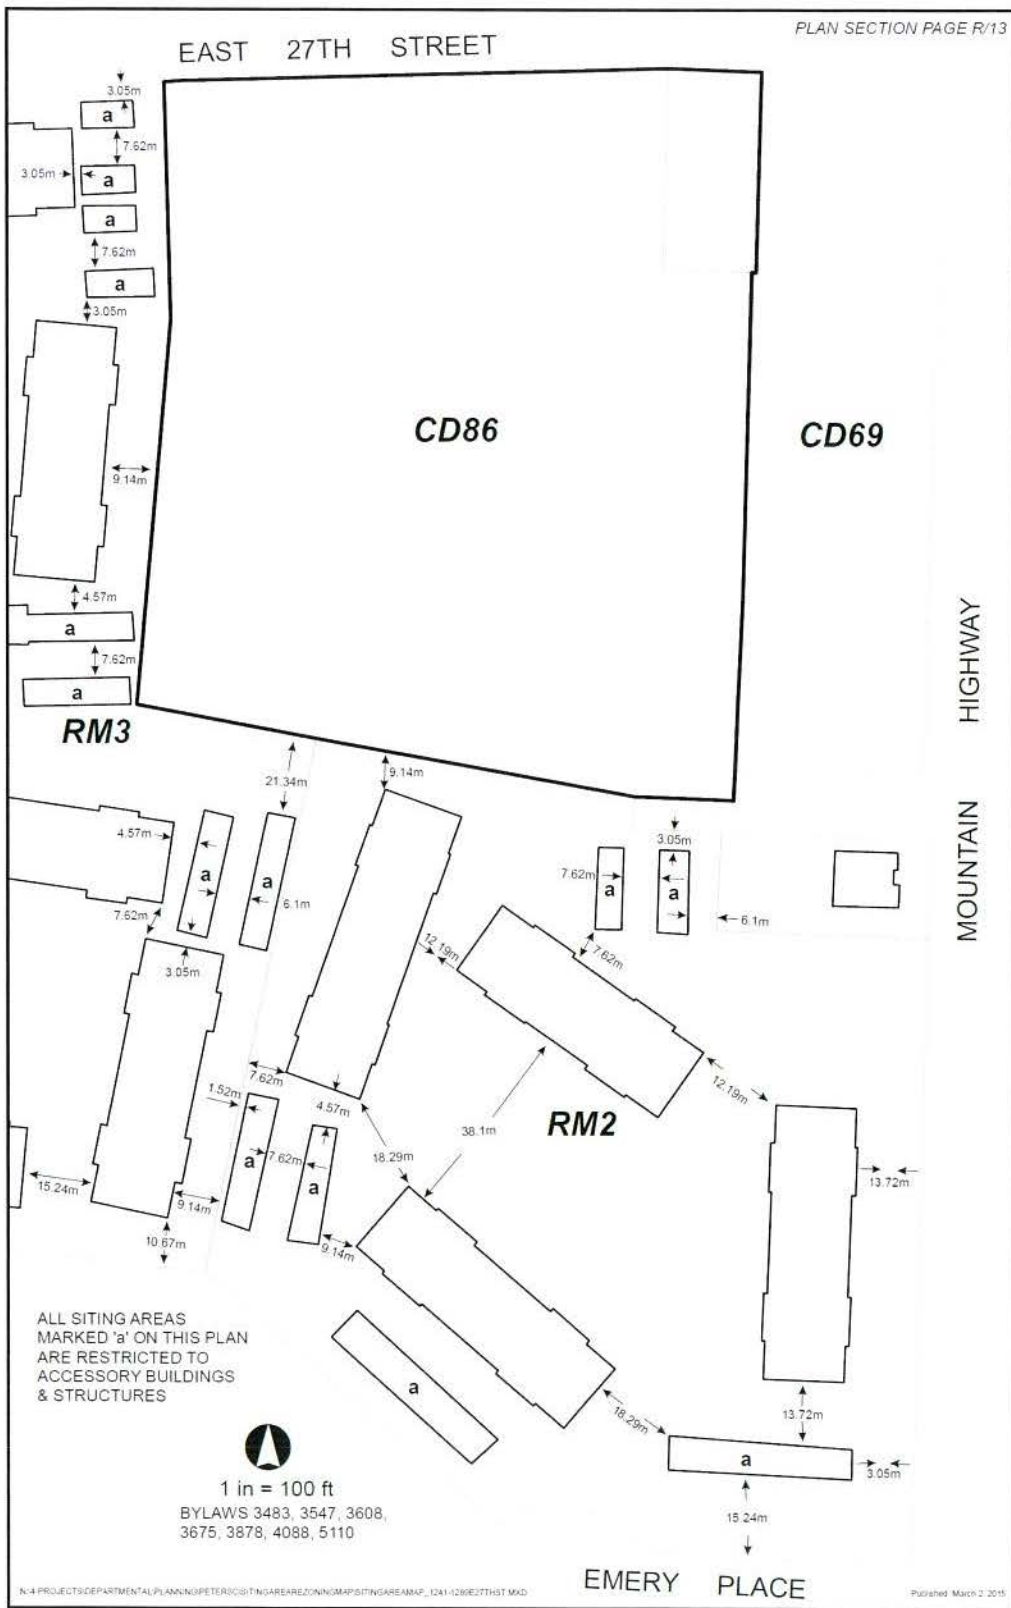 PLAN SECTION PAGE R/13
EAST 27TH STREET
3.05m
a
7.62m
3.05m
a
a
7.62m
a
3.05m
CD86
CD69
9.14m
4.57m
a
7.62m
a
RM3
MOUNTAIN HIGHWAY
21.34m
9.14m
4.57m
a
a
6.1m
7.62m
3.05m
3.05m
7.62m
a
a
6.1m
12.19m
7.62m
7.62m
1.52m
4.57m
12.19m
38.1m
RM2
a
7.62m
a
18.29m
15.24m
9.14m
13.72m
10.67m
9.14m
ALL SITING AREAS
MARKED 'a' ON THIS PLAN
ARE RESTRICTED TO
ACCESSORY BUILDINGS
& STRUCTURES
a
18.29m
13.72m
a
3.05m
15.24m
1 in = 100 ft
BYLAWS 3483, 3547, 3608,
3675, 3878, 4088, 5110
EMERY PLACE
Published: March 2, 2015